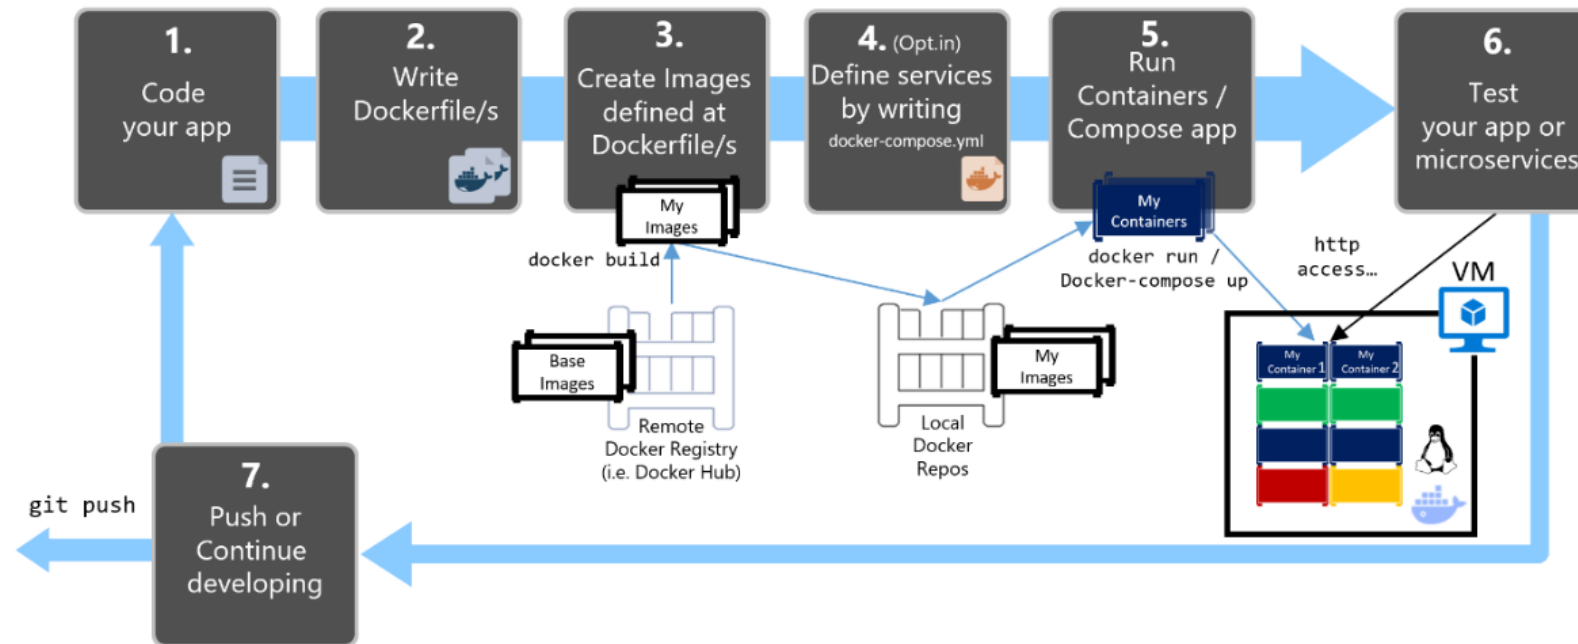 1.
Code
your app
2.
Write
Dockerfile/s
3.
Create Images
defined at
Dockerfile/s
My
Images
4. (Opt.in)
Define services
by writing
docker-compose.yml
5.
Run
Containers /
Compose app
My
Containers
6.
Test
your app or
microservices
docker build
docker run /
Docker-compose up
http
access…
VM
Base
Images
Remote
Docker Registry
(i.e. Docker Hub)
My
Images
Local
Docker
Repos
My
Container 1
My
Container 2
7.
Push or
Continue
developing
git push